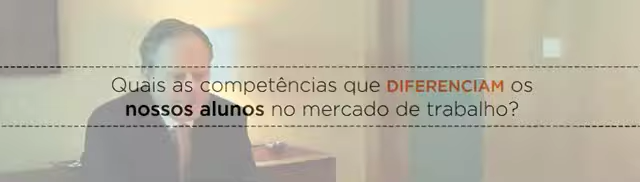 Quais as competências que DIFERENCIAM os
nossos alunos no mercado de trabalho?